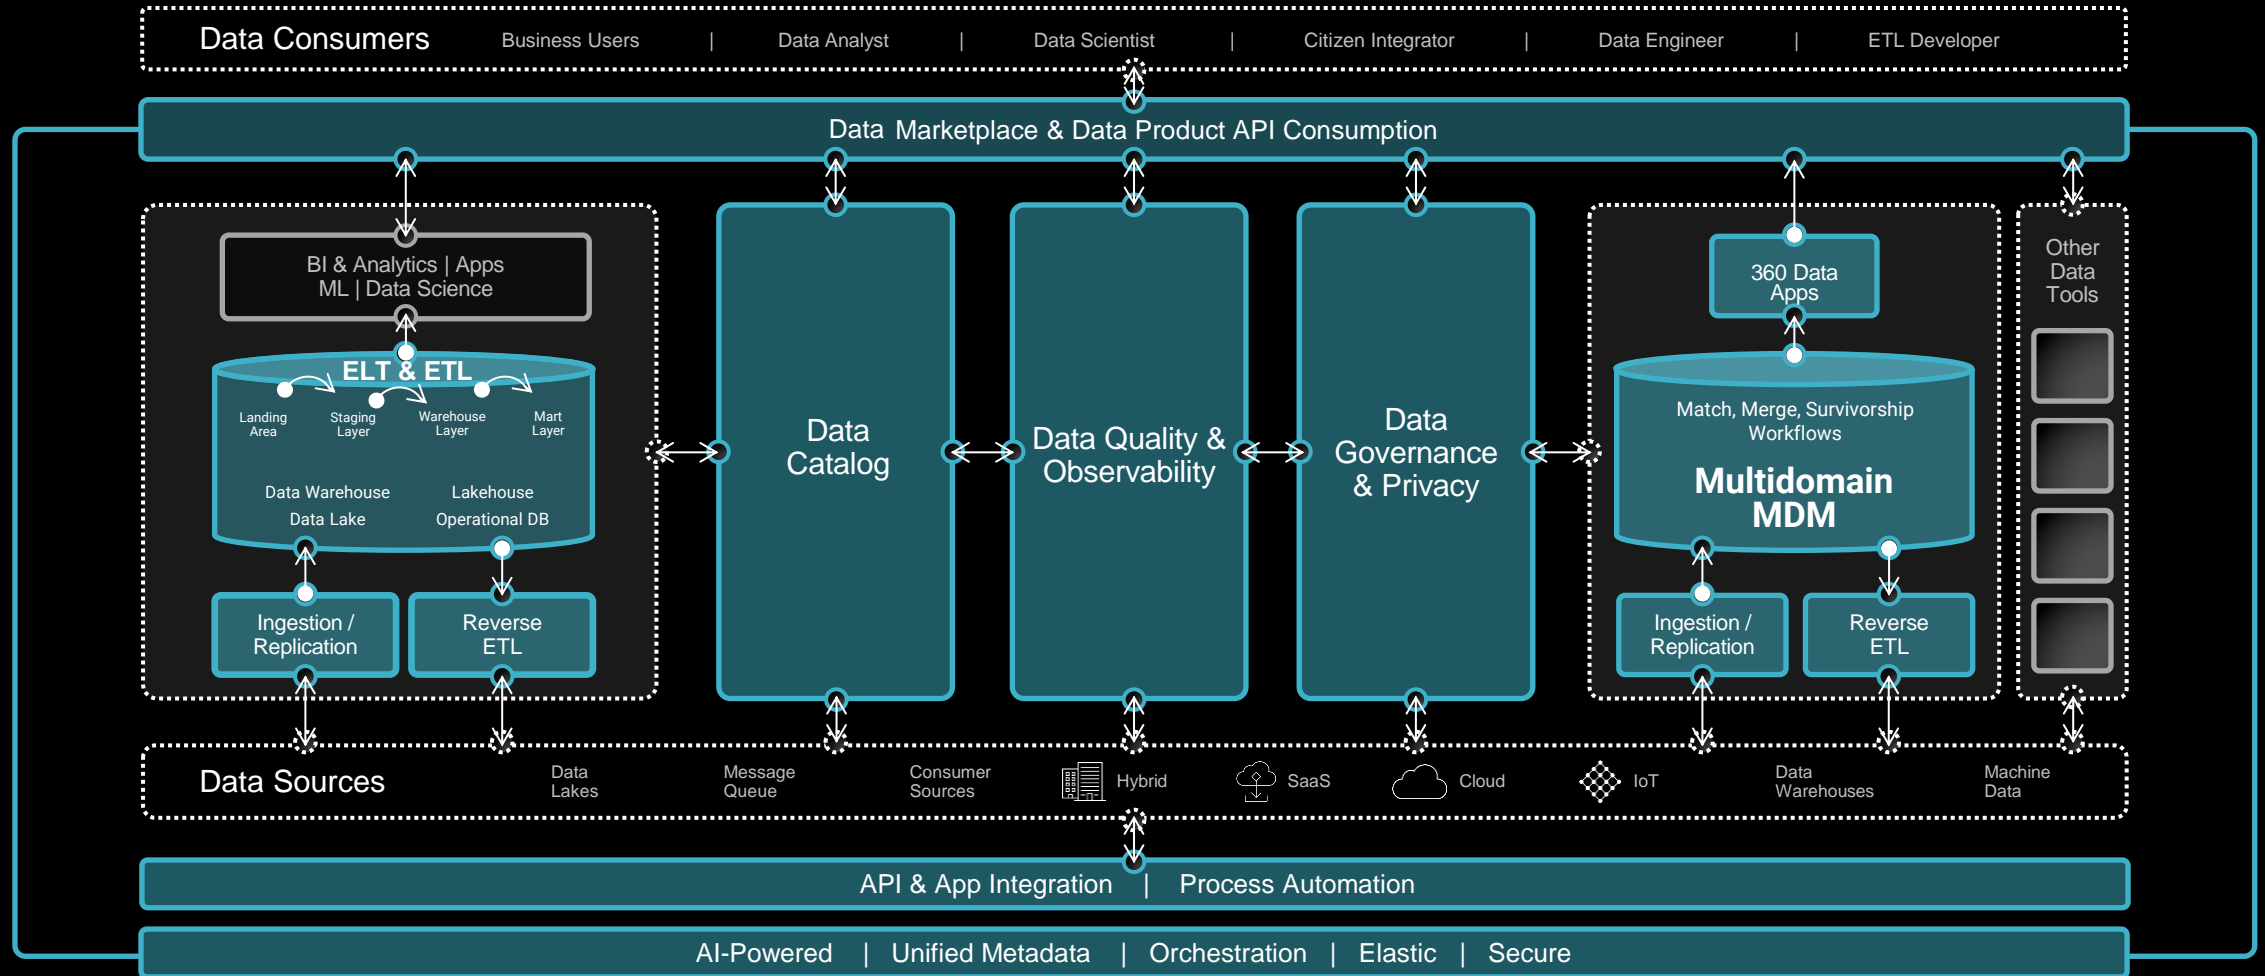 Data Consumers Business Users | Data Analyst | Data Scientist | Citizen Integrator | Data Engineer | ETL Developer
Data Marketplace & Data Product API Consumption
BI & Analytics | Apps
ML | Data Science
ELT & ETL
Landing
Area
Staging
Layer
Warehouse
Layer
Mart
Layer
Data Warehouse
Data Lake
Lakehouse
Operational DB
Ingestion /
Replication
Reverse
ETL
Data
Catalog
Data Quality &
Observability
Data
Governance
& Privacy
360 Data
Apps
Match, Merge, Survivorship
Workflows
Multidomain
MDM
Ingestion /
Replication
Reverse
ETL
Other
Data
Tools
Data Sources
Data
Lakes
Message
Queue
Consumer
Sources
Hybrid
SaaS
Cloud
IoT
Data
Warehouses
Machine
Data
API & App Integration | Process Automation
AI-Powered | Unified Metadata | Orchestration | Elastic | Secure